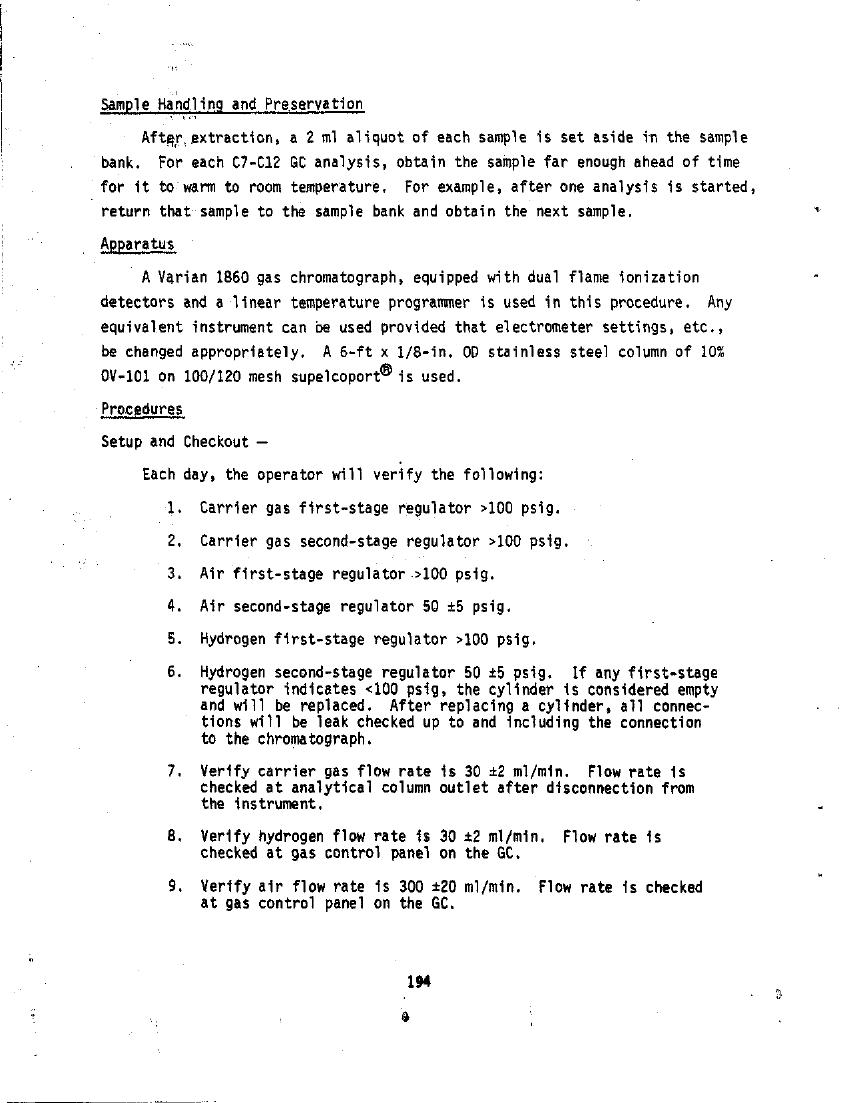 Sample Handling and Preservation
After extraction, a 2 ml aliquot of each sample is set aside in the sample
bank. For each C7-C12 GC analysis, obtain the sample far enough ahead of time
for it to warm to room temperature. For example, after one analysis is started,
return that sample to the sample bank and obtain the next sample.
Apparatus
A Varian 1860 gas chromatograph, equipped with dual flame ionization
detectors and a linear temperature programmer is used in this procedure. Any
equivalent instrument can be used provided that electrometer settings, etc.,
be changed appropriately. A 6-ft x 1/8-in. OD stainless steel column of 10%
OV-101 on 100/120 mesh supelcoport® is used.
Procedures
Setup and Checkout —
Each day, the operator will verify the following:
1. Carrier gas first-stage regulator >100 psig.
2. Carrier gas second-stage regulator >100 psig.
3. Air first-stage regulator >100 psig.
4. Air second-stage regulator 50 ±5 psig.
5. Hydrogen first-stage regulator >100 psig.
6. Hydrogen second-stage regulator 50 ±5 psig. If any first-stage
regulator indicates <100 psig, the cylinder is considered empty
and will be replaced. After replacing a cylinder, all connec-
tions will be leak checked up to and including the connection
to the chromatograph.
7. Verify carrier gas flow rate is 30 ±2 ml/min. Flow rate is
checked at analytical column outlet after disconnection from
the instrument.
8. Verify hydrogen flow rate is 30 ±2 ml/min. Flow rate is
checked at gas control panel on the GC.
9. Verify air flow rate is 300 ±20 ml/min. Flow rate is checked
at gas control panel on the GC.
194